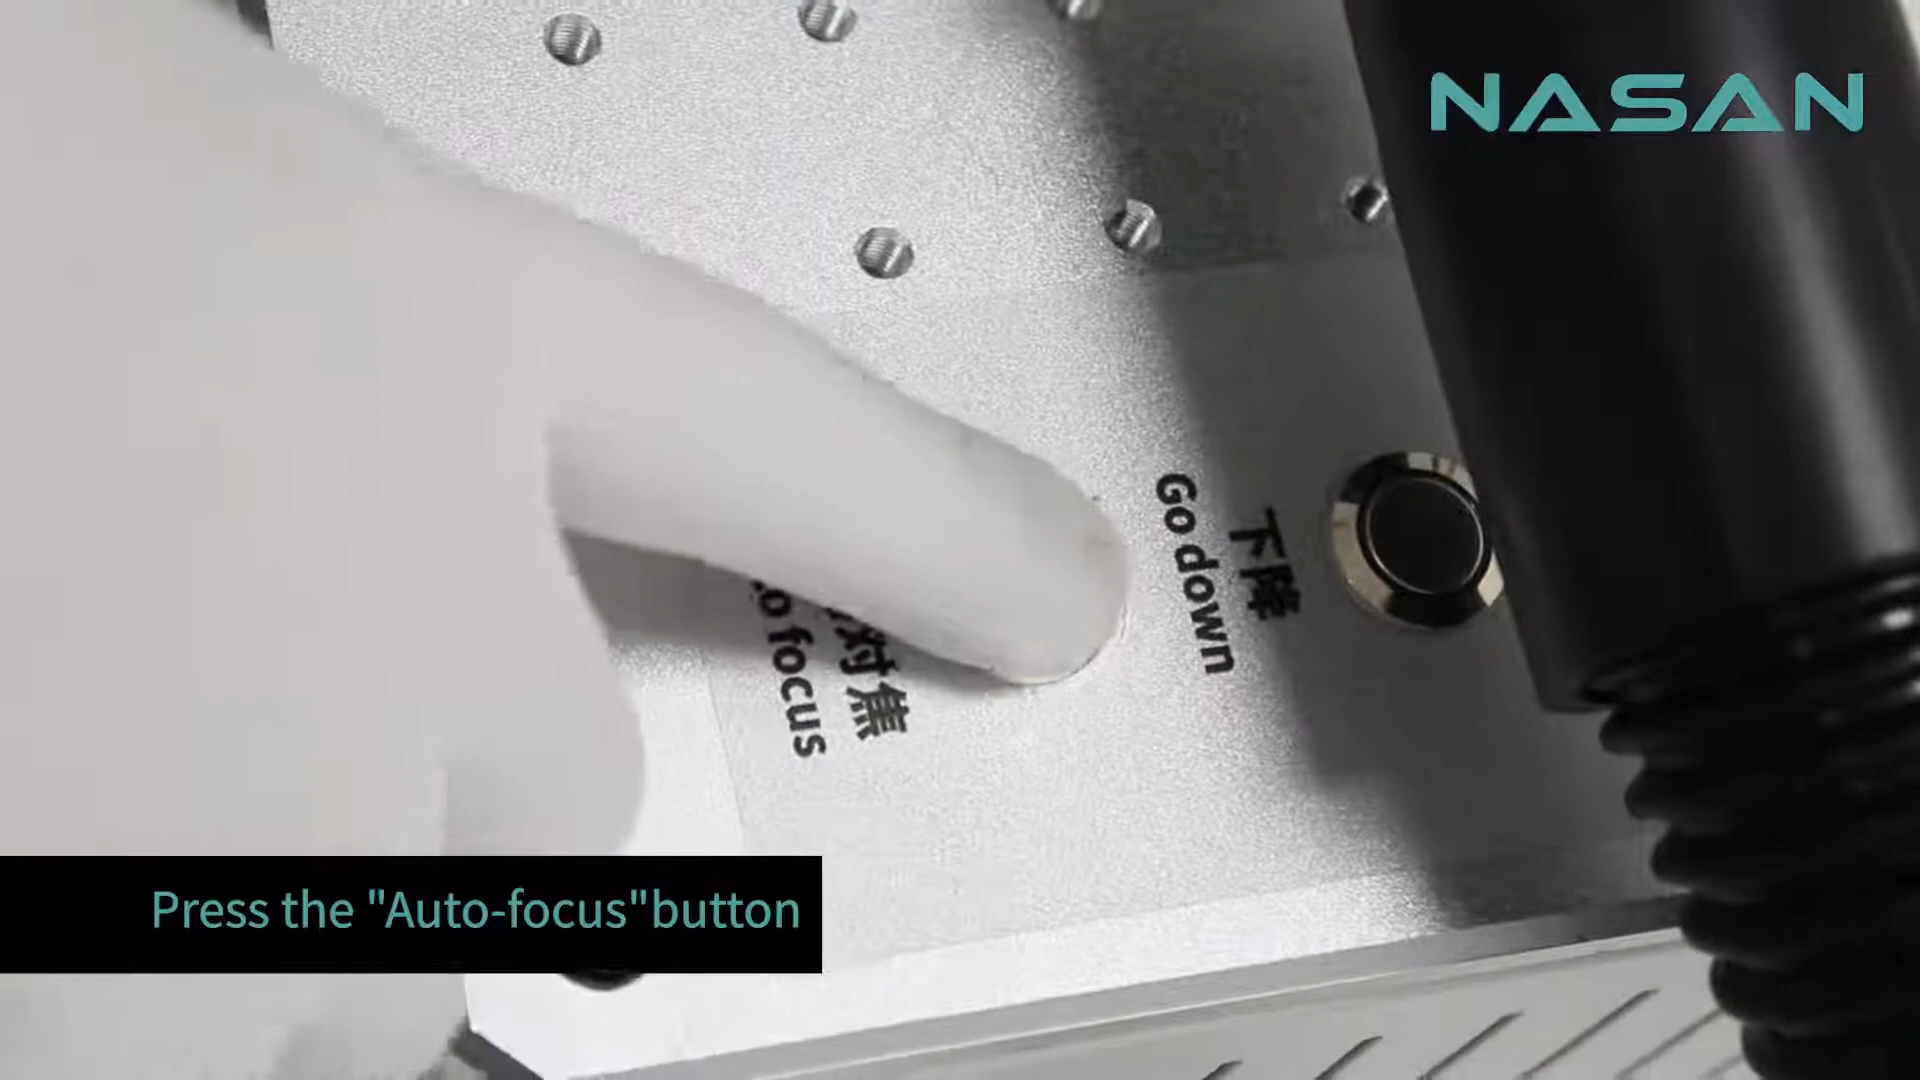 NASAN
Go down
下降
对焦
focus
Press the "Auto-focus"button